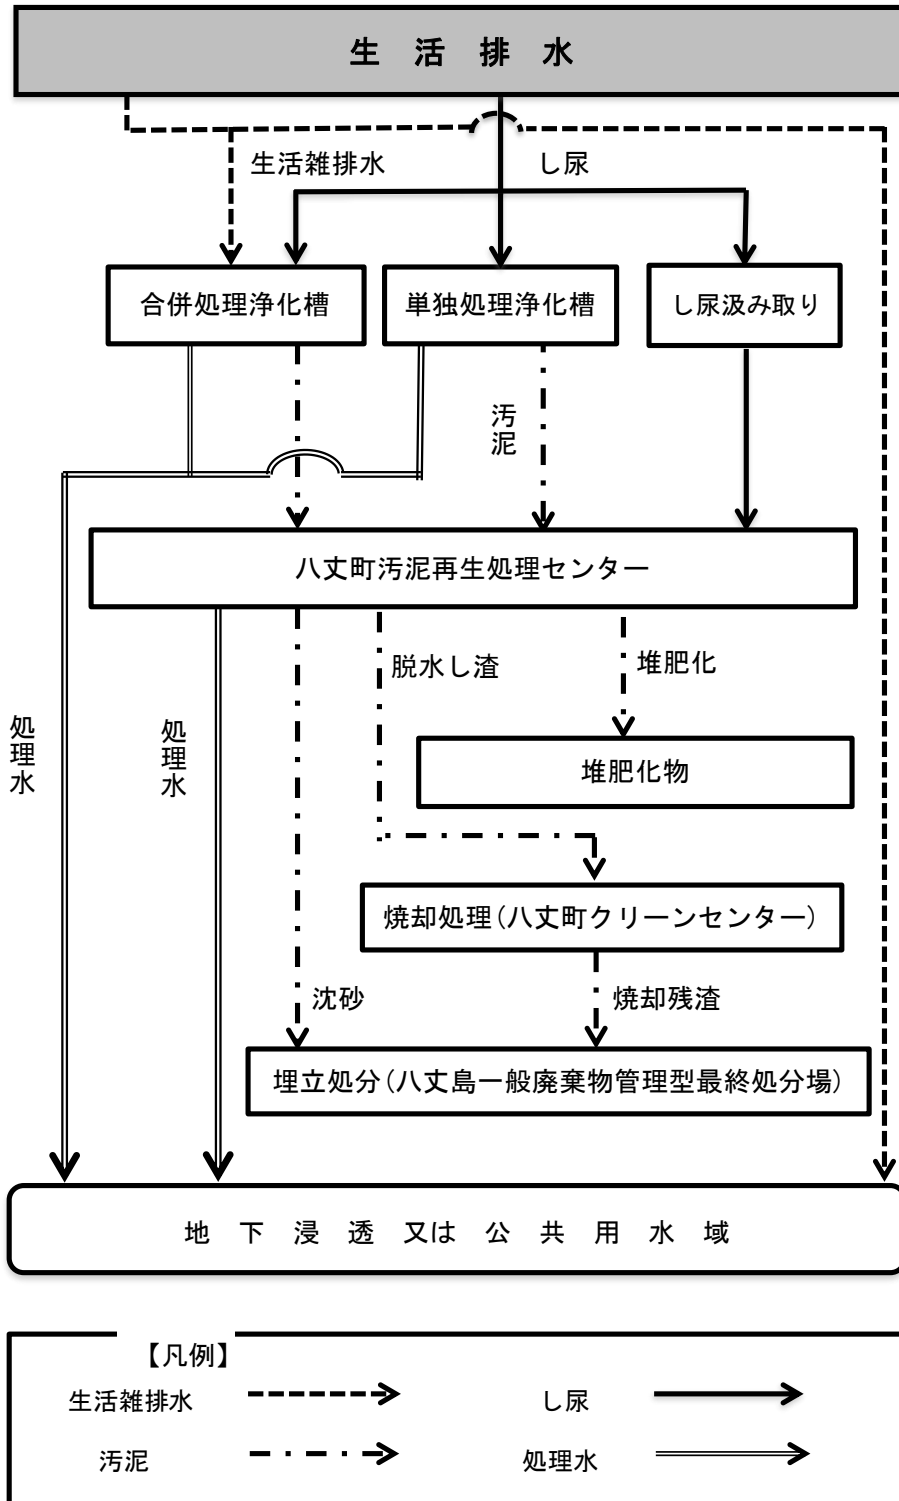 生活排水
生活雑排水
し尿
合併処理浄化槽
単独処理浄化槽
し尿汲み取り
汚泥
八丈町汚泥再生処理センター
脱水し渣
堆肥化
処理水
処理水
堆肥化物
焼却処理(八丈町クリーンセンター)
沈砂
焼却残渣
埋立処分(八丈島一般廃棄物管理型最終処分場)
地下浸透又は公共用水域
【凡例】
生活雑排水
し尿
汚泥
処理水